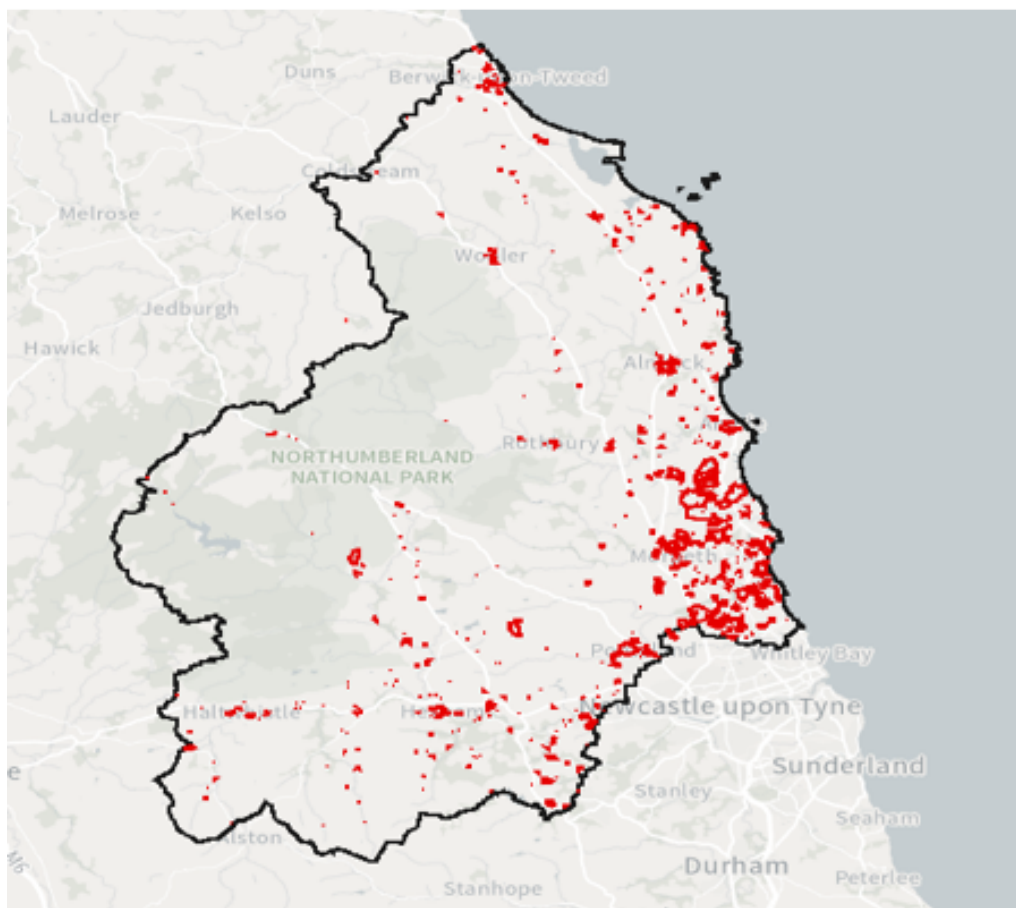 Duns
Berwick-upon-Tweed
Lauder
Coldstream
Melrose
Kelso
Wooler
Jedburgh
Hawick
Alnwick
Rothbury
NORTHUMBERLAND
NATIONAL PARK
Morpeth
Ponteland
Whitley Bay
Haltwhistle
Hexham
Newcastle upon Tyne
Sunderland
e
Stanley
Seaham
Alston
M6
Durham
Peterlee
Stanhope